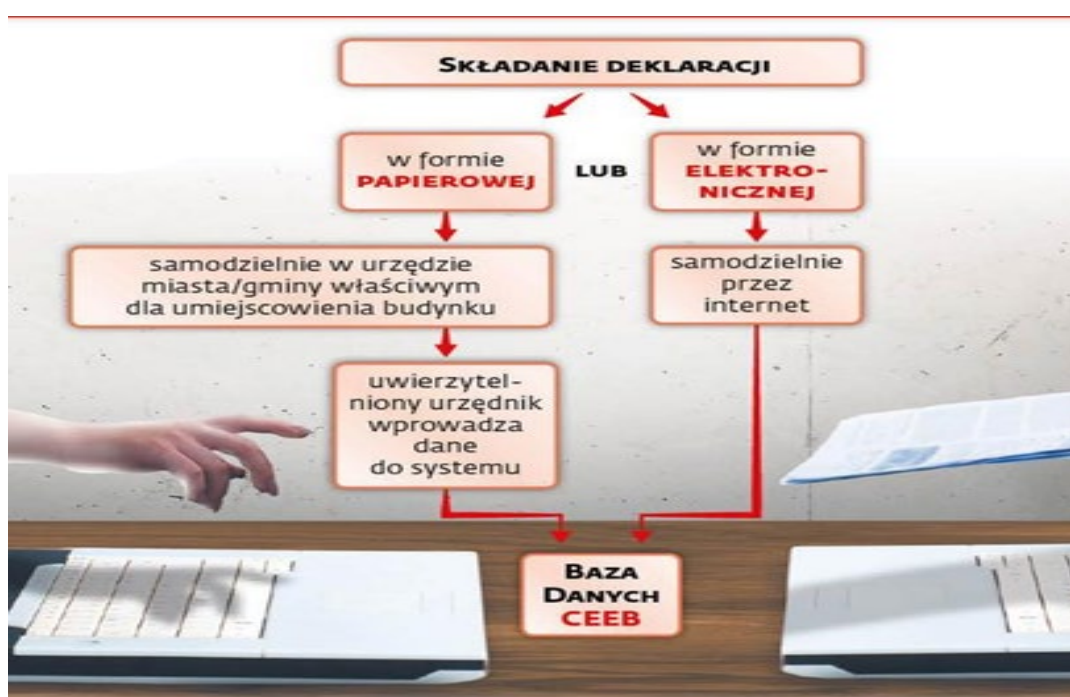 SKŁADANIE DEKLARACJI
w formie
PAPIEROWEJ
LUB
w formie
ELEKTRO-
NICZNEJ
samodzielnie w urzędzie
miasta/gminy właściwym
dla umiejscowienia budynku
samodzielnie
przez
internet
uwierzytel-
niony urzędnik
wprowadza
dane
do systemu
BAZA
DANYCH
CEEB